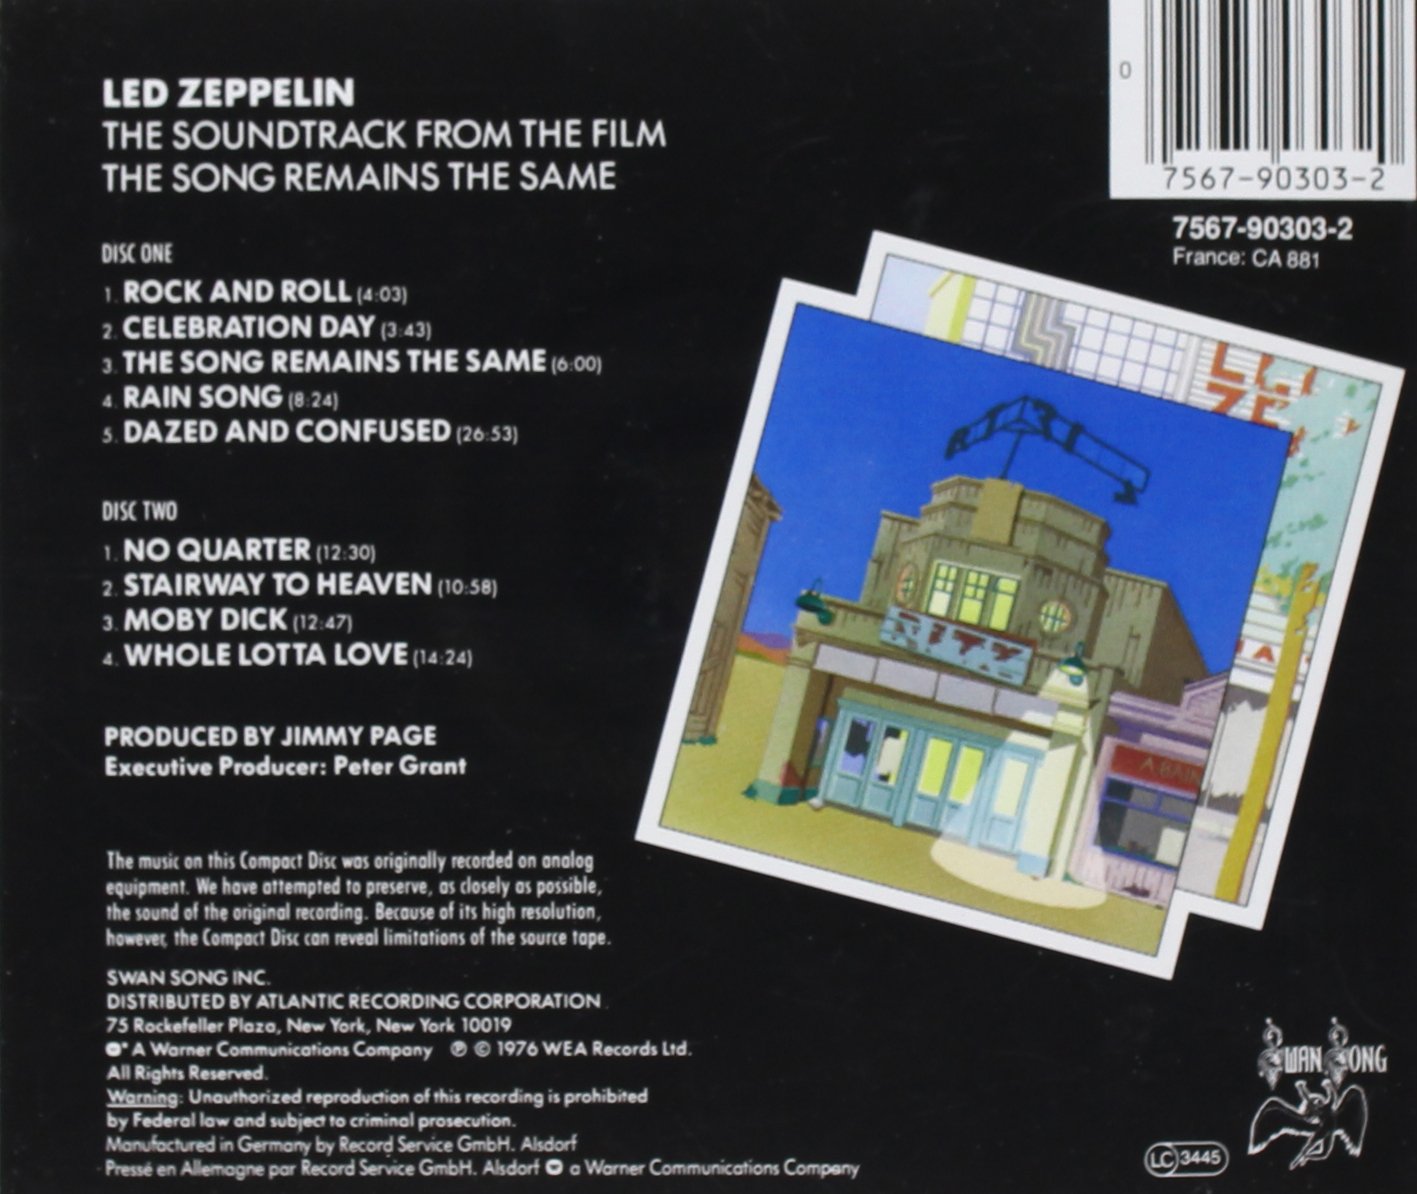 LED ZEPPELIN
THE SOUNDTRACK FROM THE FILM
THE SONG REMAINS THE SAME
DISC ONE
1. ROCK AND ROLL (4:03)
2. CELEBRATION DAY (3:43)
3. THE SONG REMAINS THE SAME (6:00)
4. RAIN SONG (8:24)
5. DAZED AND CONFUSED (26:53)
DISC TWO
1. NO QUARTER (12:30)
2. STAIRWAY TO HEAVEN (10:58)
3. MOBY DICK (12:47)
4. WHOLE LOTTA LOVE (14:24)
PRODUCED BY JIMMY PAGE
Executive Producer: Peter Grant
The music on this Compact Disc was originally recorded on analog
equipment. We have attempted to preserve, as closely as possible,
the sound of the original recording. Because of its high resolution,
however, the Compact Disc can reveal limitations of the source tape.
SWAN SONG INC.
DISTRIBUTED BY ATLANTIC RECORDING CORPORATION
75 Rockefeller Plaza, New York, New York 10019
A Warner Communications Company ℗ © 1976 WEA Records Ltd.
All Rights Reserved.
Warning: Unauthorized reproduction of this recording is prohibited
by Federal law and subject to criminal prosecution.
Manufactured in Germany by Record Service GmbH. Alsdorf
Pressé en Allemagne par Record Service GmbH. Alsdorf a Warner Communications Company
0
7567-90303-2
7567-90303-2
France: CA 881
RITZ
A. BAIN
SWAN SONG
LC 3445